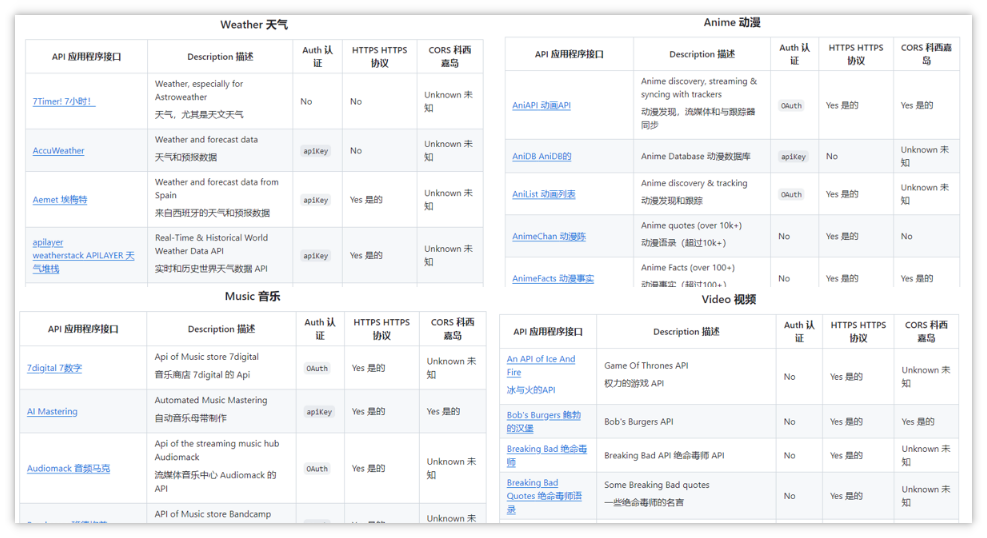 Weather 天气
API 应用程序接口 Description 描述 Auth 认 HTTPS HTTPS CORS 科西
证 协议 嘉岛
7Timer! 7小时！ Weather, especially for
Astroweather
天气，尤其是天文天气 No No Unknown 未
知
AccuWeather Weather and forecast data
天气和预报数据 apiKey No Unknown 未
知
Aemet 埃梅特 Weather and forecast data from
Spain
来自西班牙的天气和预报数据 apiKey Yes 是的 Unknown 未
知
apilayer
weatherstack APILAYER 天
气堆栈 Real-Time & Historical World
Weather Data API
实时和历史世界天气数据 API apiKey Yes 是的 Unknown 未
知
Anime 动漫
API 应用程序接口 Description 描述 Auth 认 HTTPS HTTPS CORS 科西
证 协议 嘉岛
AniAPI 动画API Anime discovery, streaming &
syncing with trackers
动漫发现，流媒体和与跟踪器
同步 OAuth Yes 是的 Yes 是的
AniDB AniDB的 Anime Database 动漫数据库 apiKey No Unknown 未
知
AniList 动画列表 Anime discovery & tracking
动漫发现和跟踪 OAuth Yes 是的 Unknown 未
知
AnimeChan 动漫陈 Anime quotes (over 10k+)
动漫语录（超过10k+） No Yes 是的 No
AnimeFacts 动漫事实 Anime Facts (over 100+)
动漫事实（超过100+） No Yes 是的 Yes 是的
Music 音乐
API 应用程序接口 Description 描述 Auth 认 HTTPS HTTPS CORS 科西
证 协议 嘉岛
7digital 7数字 Api of Music store 7digital
音乐商店 7digital 的 Api OAuth Yes 是的 Unknown 未
知
AI Mastering Automated Music Mastering
自动音乐母带制作 apiKey Yes 是的 Yes 是的
Audiomack 音频马克 Api of the streaming music hub
Audiomack
流媒体音乐中心 Audiomack 的
API OAuth Yes 是的 Unknown 未
知
API of Music store Bandcamp
Unknown 未
Video 视频
API 应用程序接口 Description 描述 Auth 认 HTTPS HTTPS CORS 科西
证 协议 嘉岛
An API of Ice And
Fire
冰与火的API Game Of Thrones API
权力的游戏 API No Yes 是的 Unknown 未
知
Bob's Burgers 鲍勃
的汉堡 Bob's Burgers API No Yes 是的 Yes 是的
Breaking Bad 绝命毒
师 Breaking Bad API 绝命毒师 API No Yes 是的 Unknown 未
知
Breaking Bad
Quotes 绝命毒师语
录 Some Breaking Bad quotes
一些绝命毒师的名言 No Yes 是的 Unknown 未
知